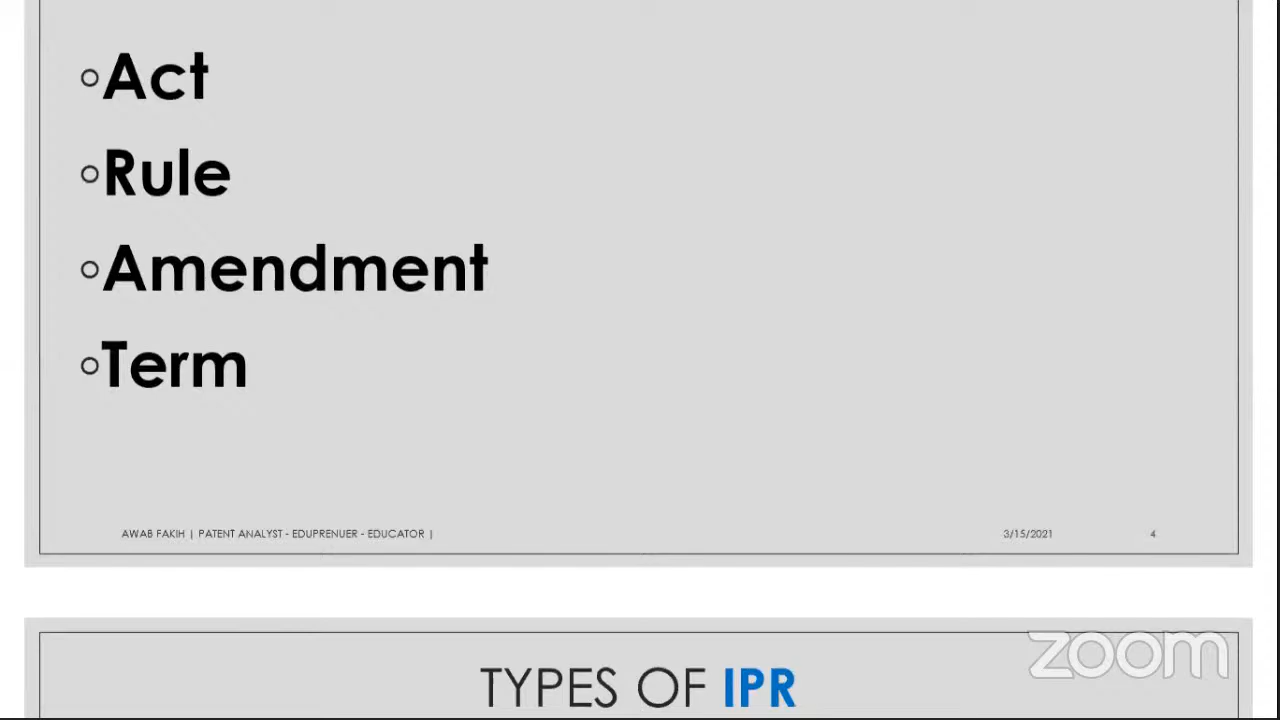 Act
Rule
Amendment
Term
AWAB FAKIH | PATENT ANALYST - EDUPRENUER - EDUCATOR |
3/15/2021
4
TYPES OF IPR
zoom